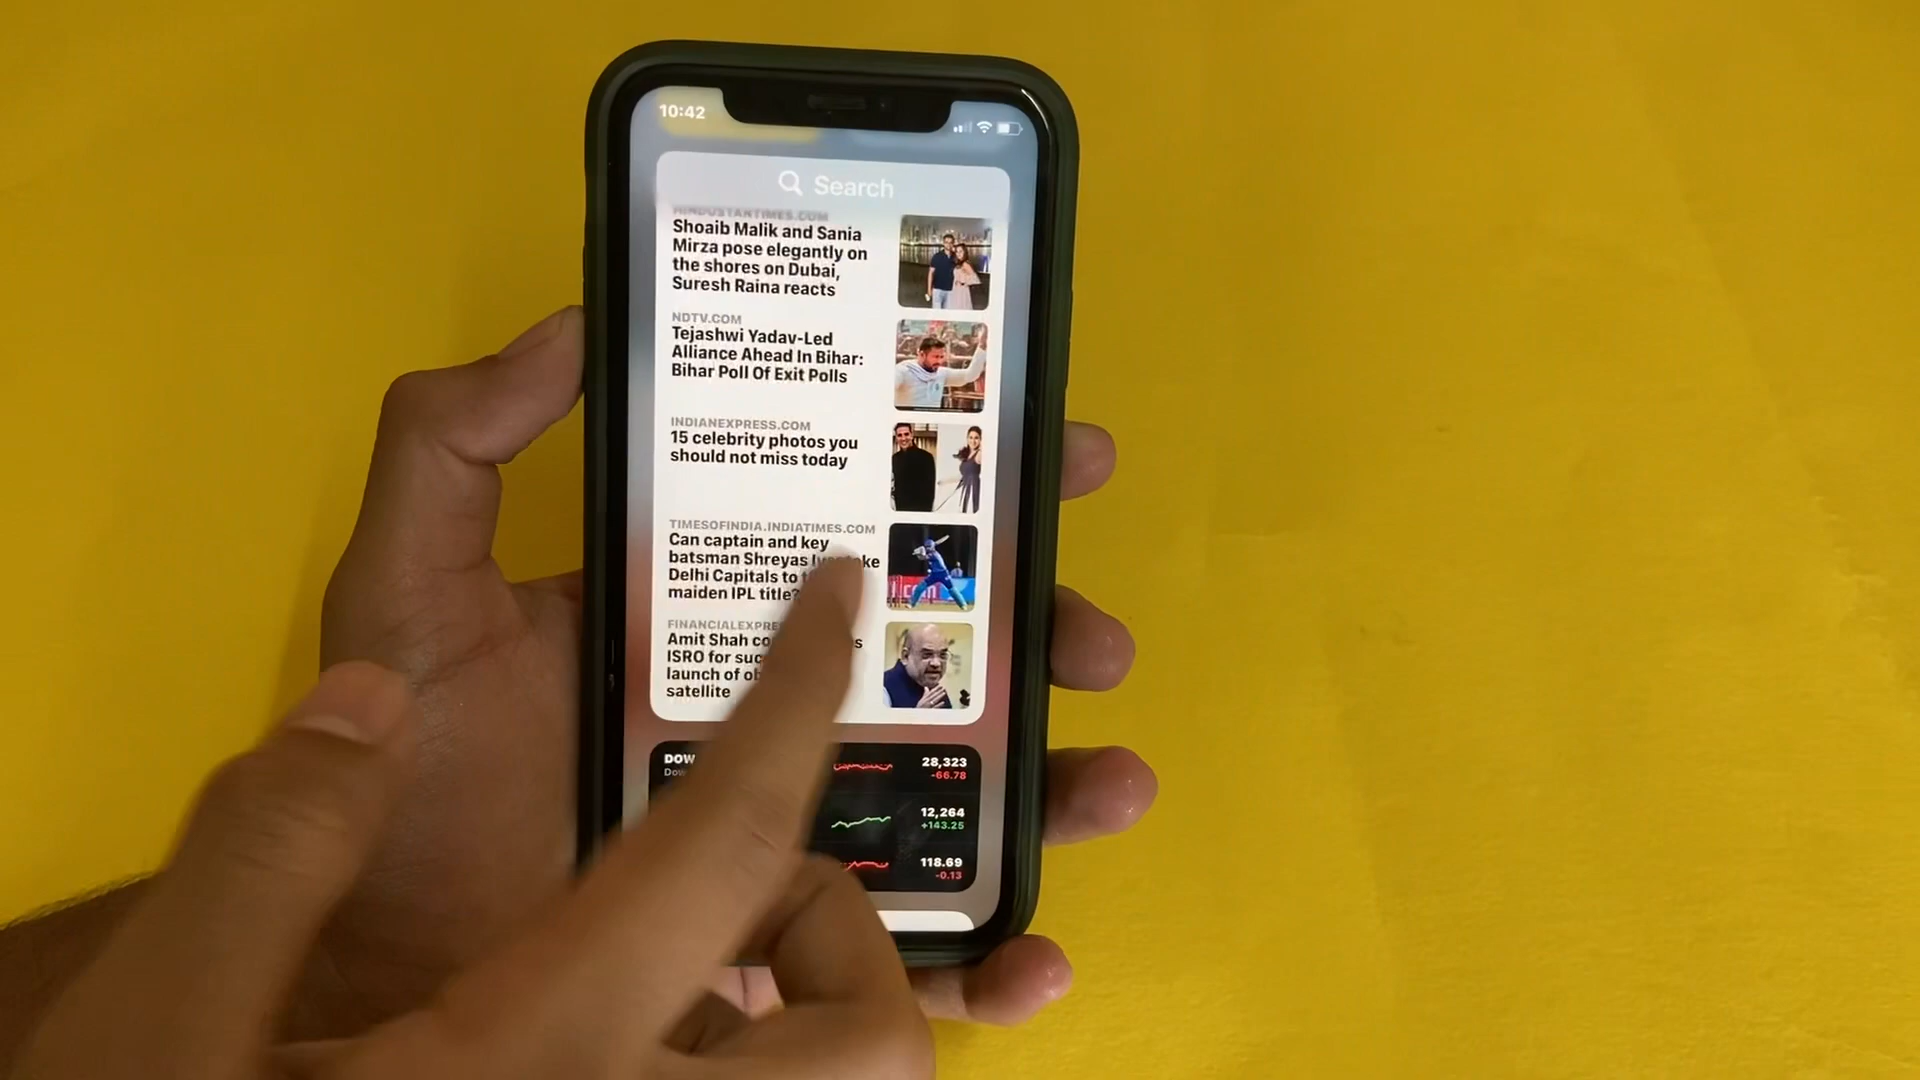 10:42
Search
HINDUSTANTIMES.COM
Shoaib Malik and Sania
Mirza pose elegantly on
the shores on Dubai,
Suresh Raina reacts
NDTV.COM
Tejashwi Yadav-Led
Alliance Ahead In Bihar:
Bihar Poll Of Exit Polls
INDIANEXPRESS.COM
15 celebrity photos you
should not miss today
TIMESOFINDIA.INDIATIMES.COM
Can captain and key
batsman Shreyas
Delhi Capitals to
maiden IPL title?
Amit Shah
ISRO for
launch of
satellite
DOW
28,323
-66.78
12,264
+143.25
118.69
-0.13